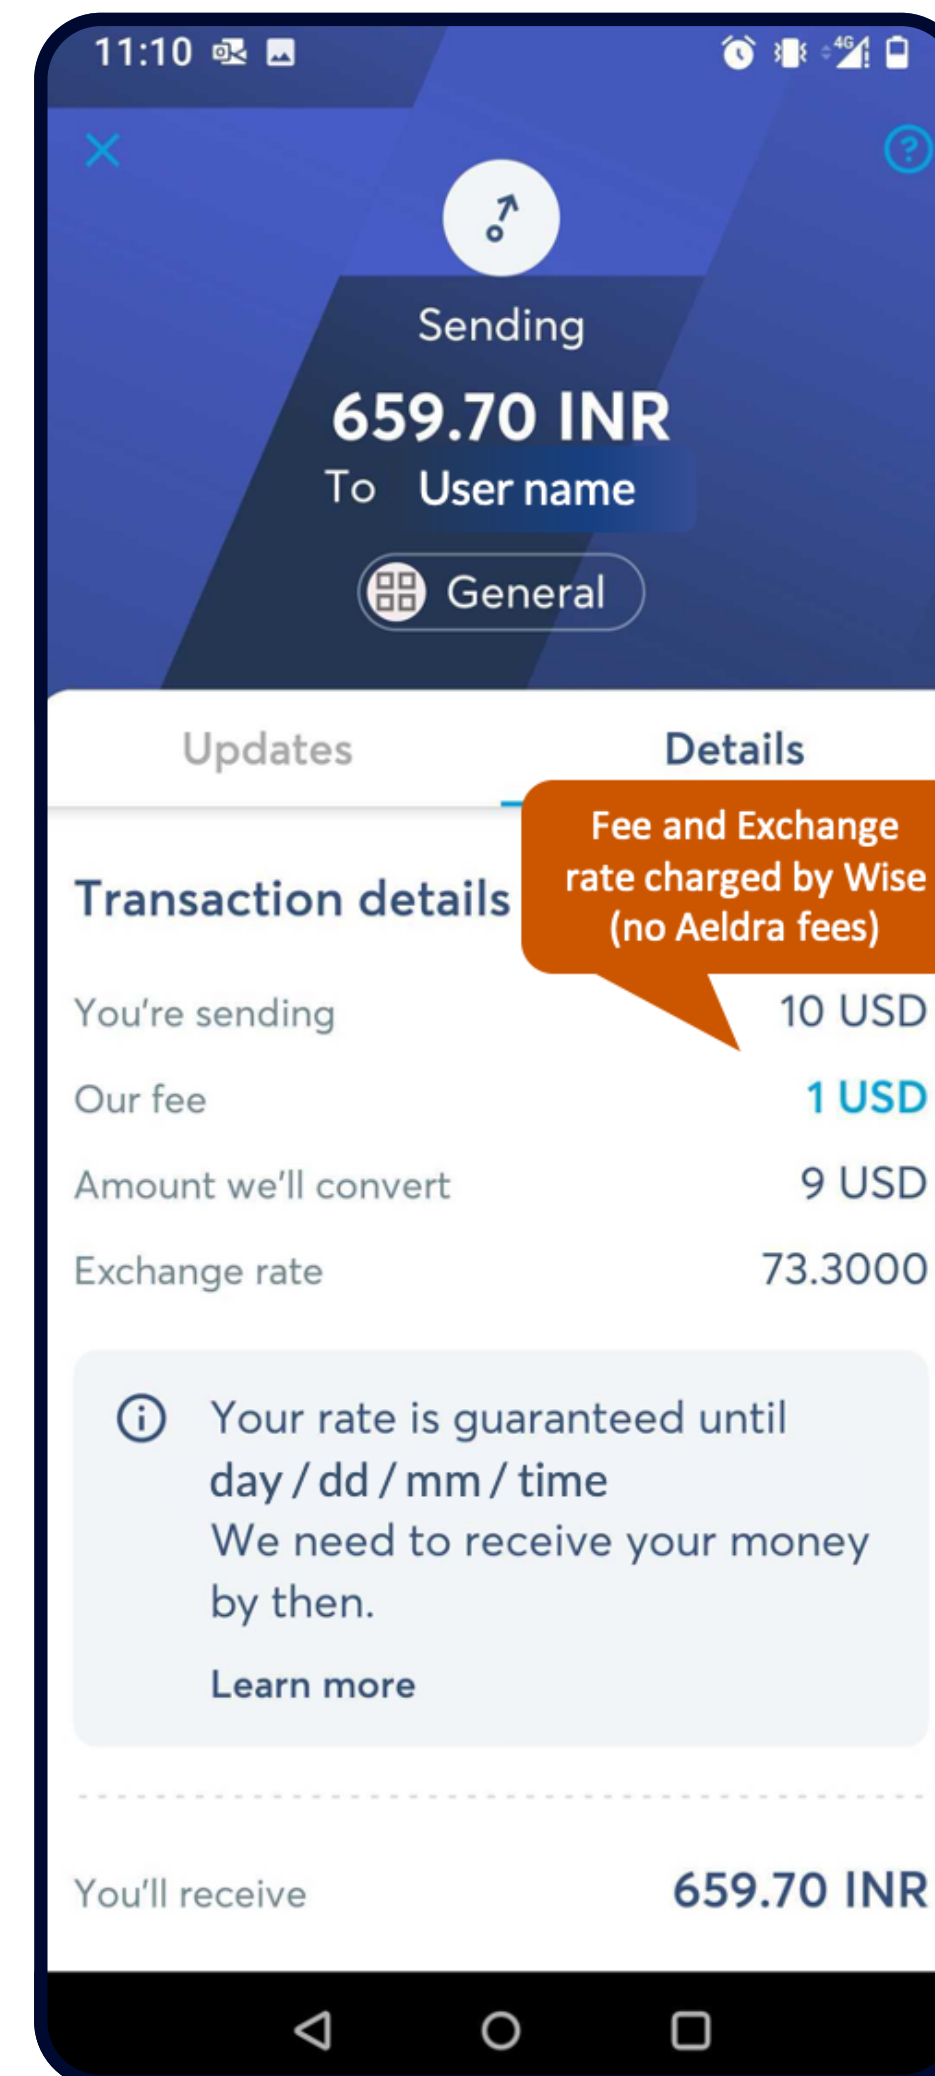 11:10
4G
Sending
659.70 INR
To User name
General
Updates
Details
Fee and Exchange
rate charged by Wise
(no Aeldra fees)
Transaction details
You're sending 10 USD
Our fee 1 USD
Amount we'll convert 9 USD
Exchange rate 73.3000
Your rate is guaranteed until
day / dd / mm / time
We need to receive your money
by then.
Learn more
You'll receive 659.70 INR